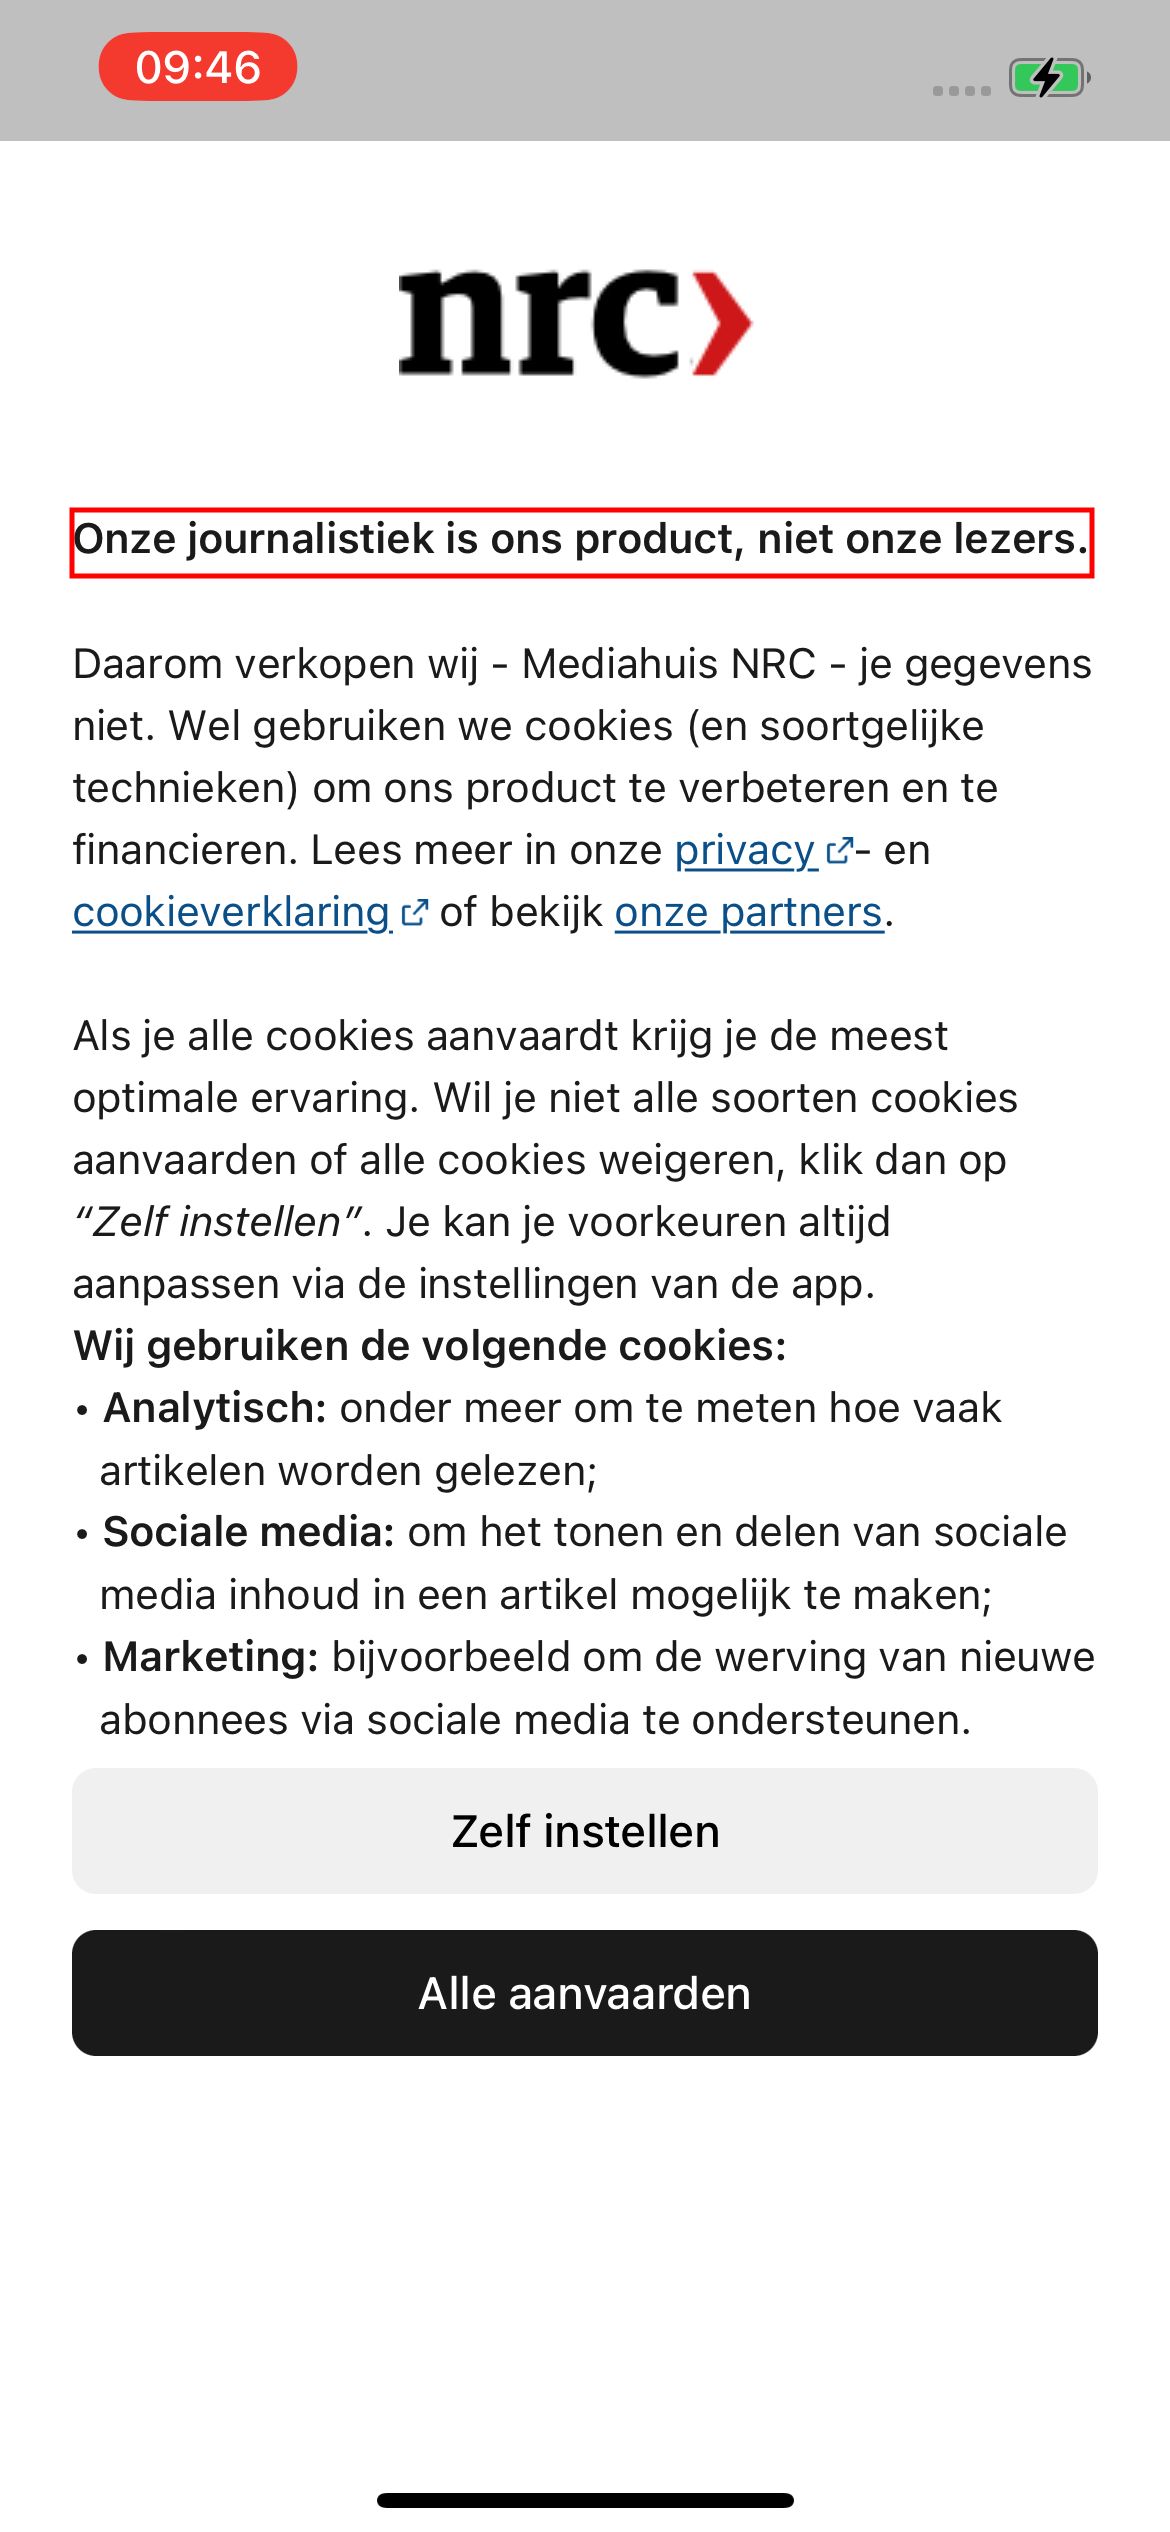 09:46
nrc
Onze journalistiek is ons product, niet onze lezers.
Daarom verkopen wij - Mediahuis NRC - je gegevens
niet. Wel gebruiken we cookies (en soortgelijke
technieken) om ons product te verbeteren en te
financieren. Lees meer in onze privacy - en
cookieverklaring of bekijk onze partners.
Als je alle cookies aanvaardt krijg je de meest
optimale ervaring. Wil je niet alle soorten cookies
aanvaarden of alle cookies weigeren, klik dan op
“Zelf instellen”. Je kan je voorkeuren altijd
aanpassen via de instellingen van de app.
Wij gebruiken de volgende cookies:
• Analytisch: onder meer om te meten hoe vaak
artikelen worden gelezen;
• Sociale media: om het tonen en delen van sociale
media inhoud in een artikel mogelijk te maken;
• Marketing: bijvoorbeeld om de werving van nieuwe
abonnees via sociale media te ondersteunen.
Zelf instellen
Alle aanvaarden